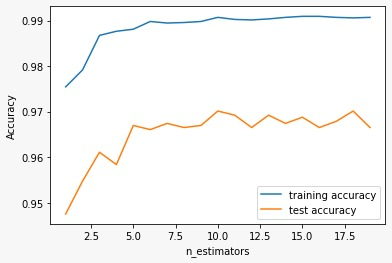 0.99
0.98
0.97
0.96
0.95
Accuracy
2.5 5.0 7.5 10.0 12.5 15.0 17.5
n_estimators
training accuracy
test accuracy